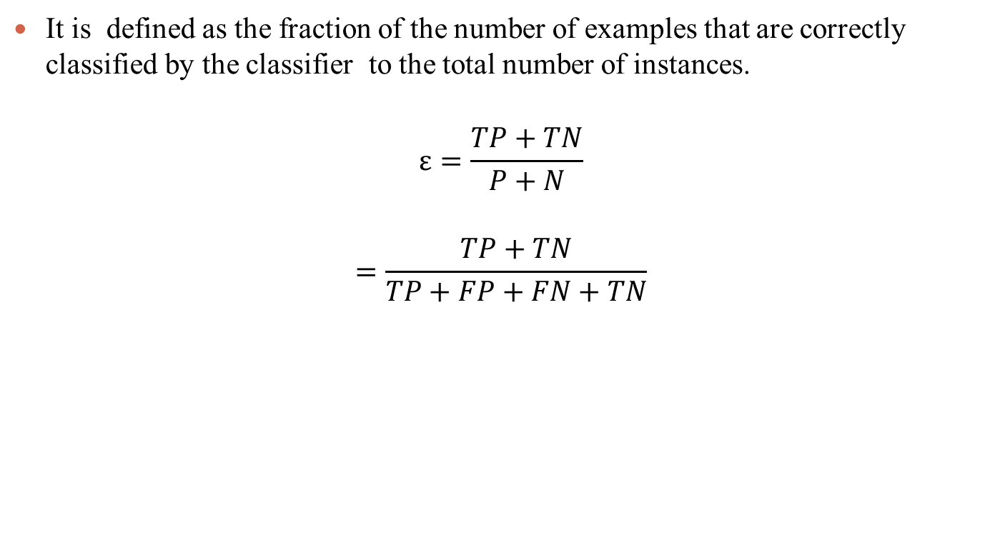 • It is defined as the fraction of the number of examples that are correctly
classified by the classifier to the total number of instances.
ε = \frac{TP + TN}{P + N}
= \frac{TP + TN}{TP + FP + FN + TN}